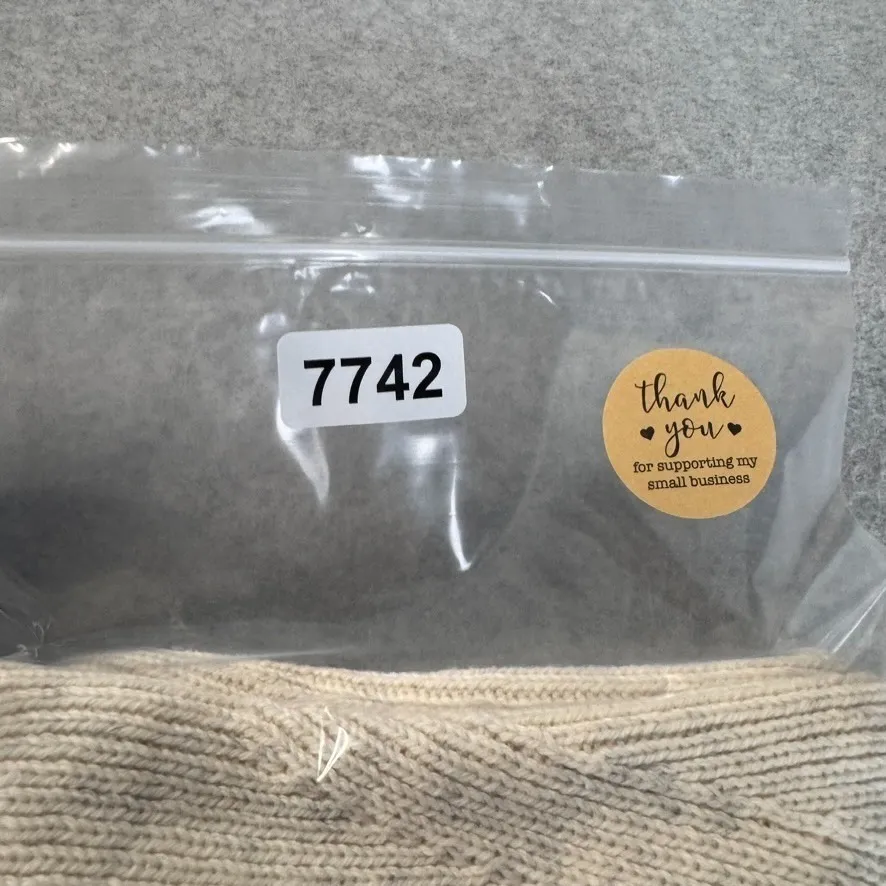 7742
thank
you
for supporting my
small business